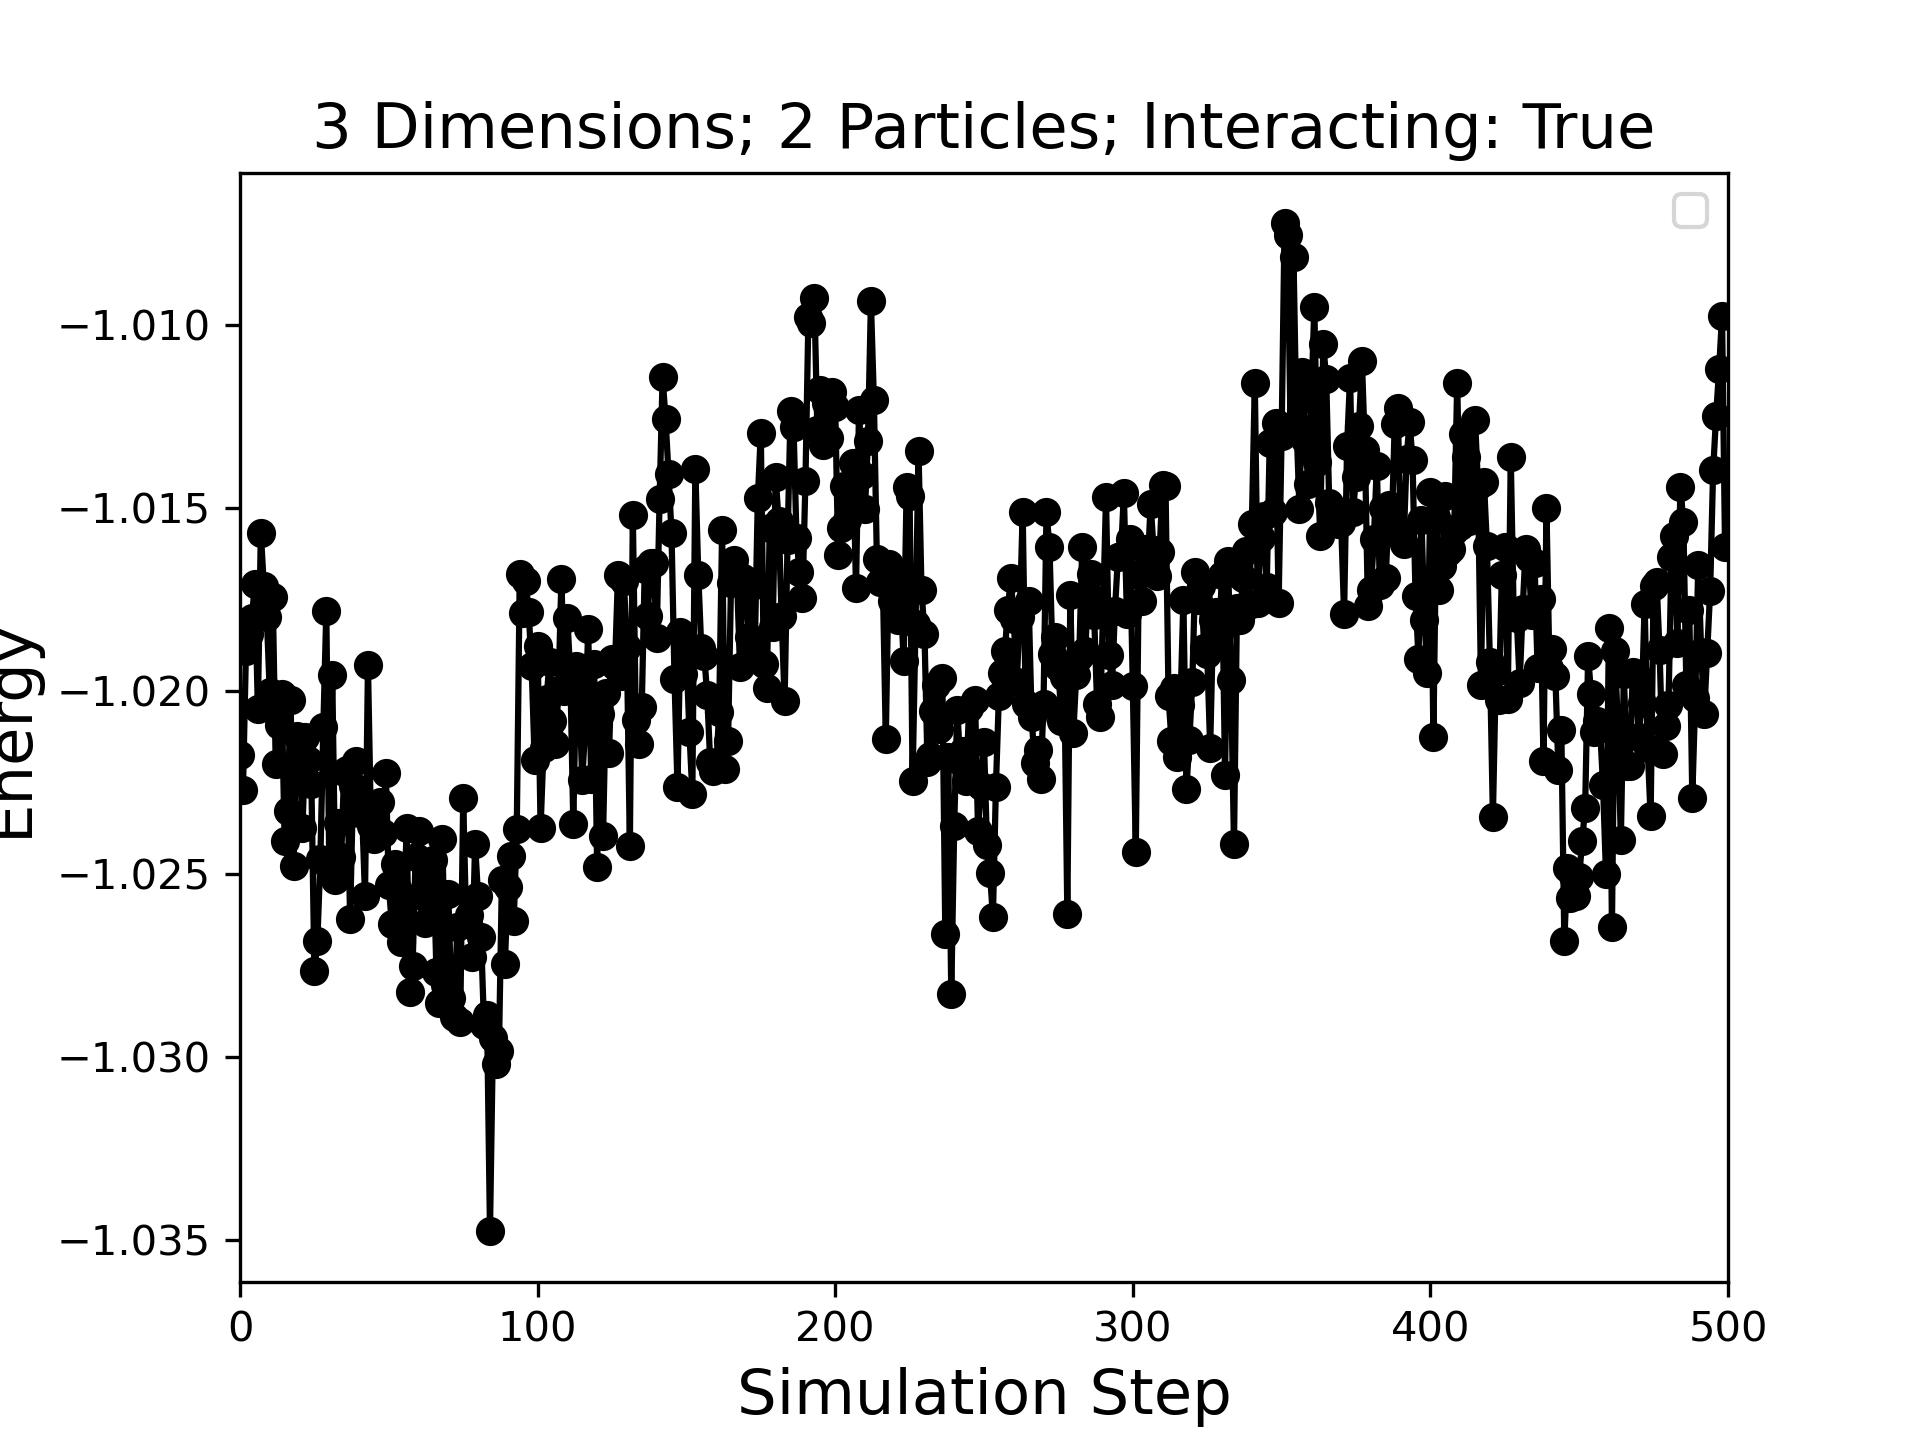 3 Dimensions; 2 Particles; Interacting: True
Energy
−1.010
−1.015
−1.020
−1.025
−1.030
−1.035
0 100 200 300 400 500
Simulation Step